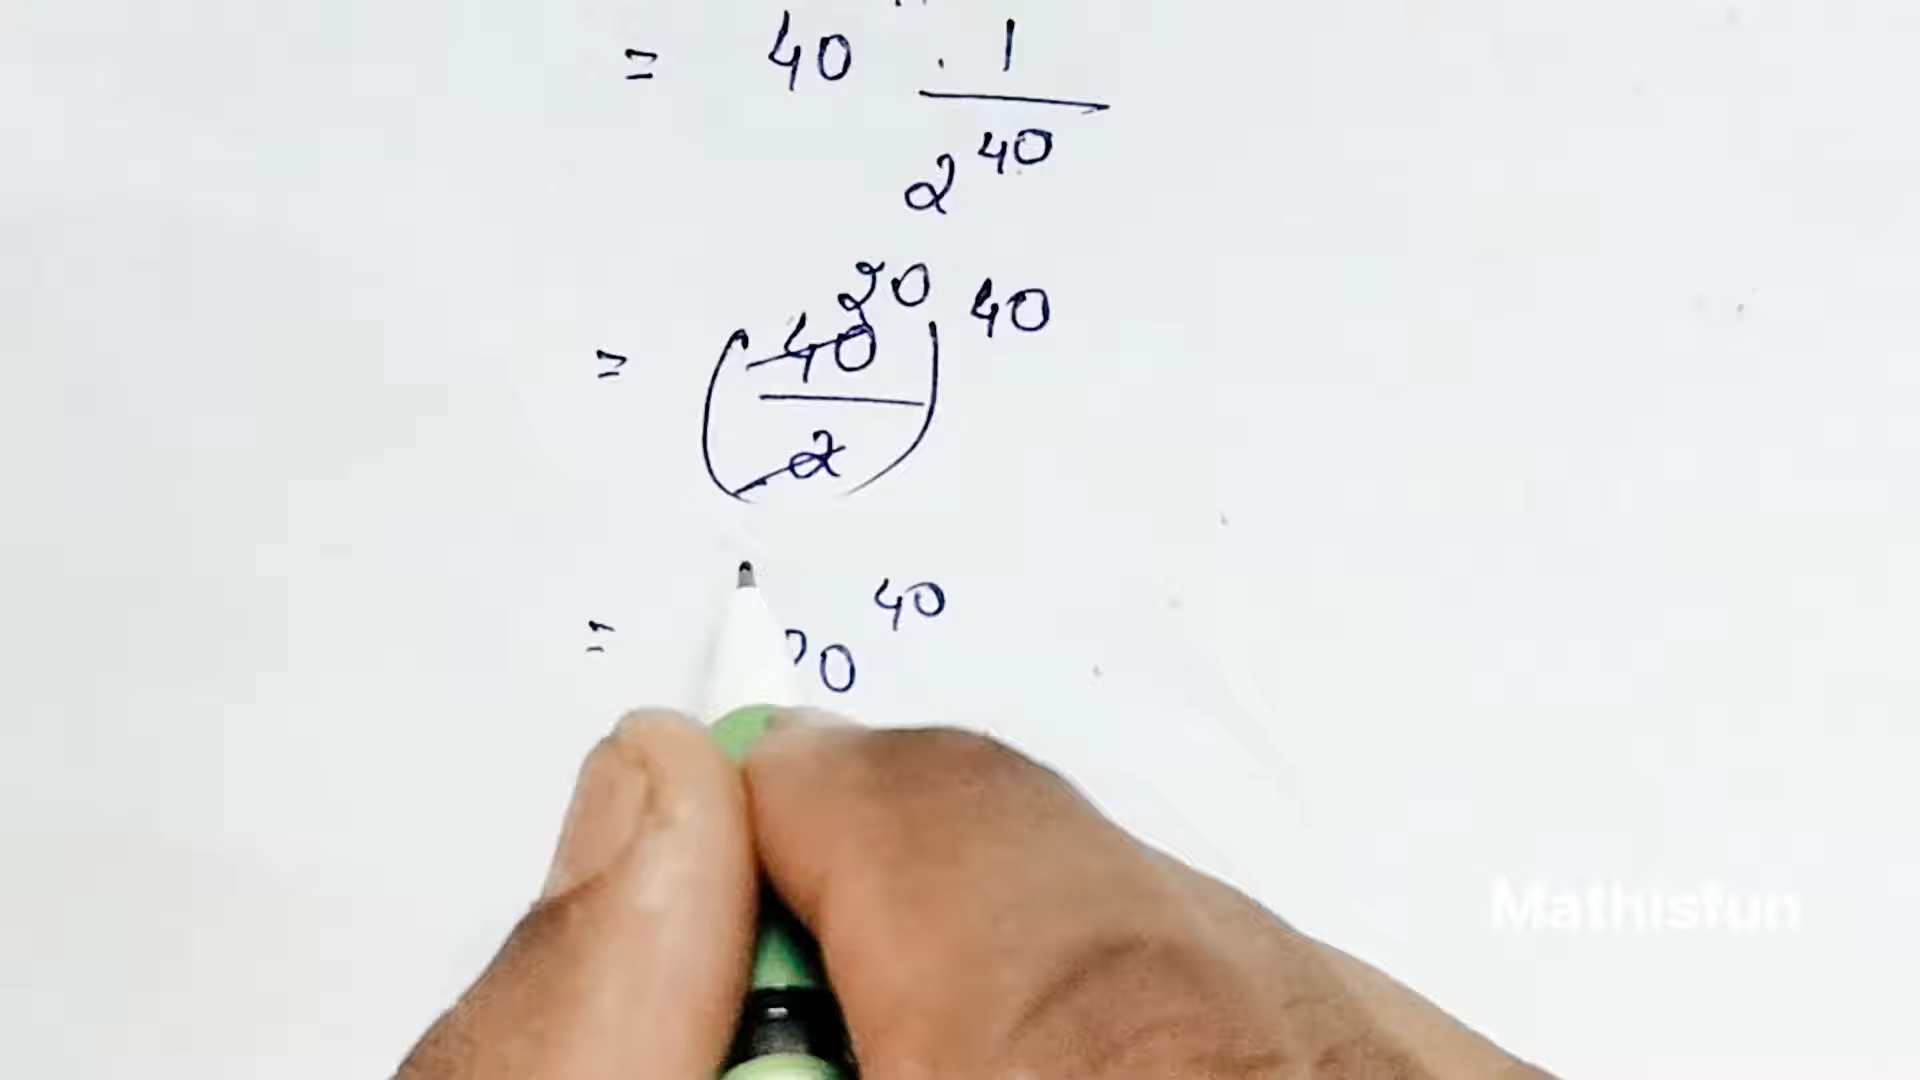 = 40 . 1
2^40
= (40/2)^40 20
= 20^40
Mathisfun